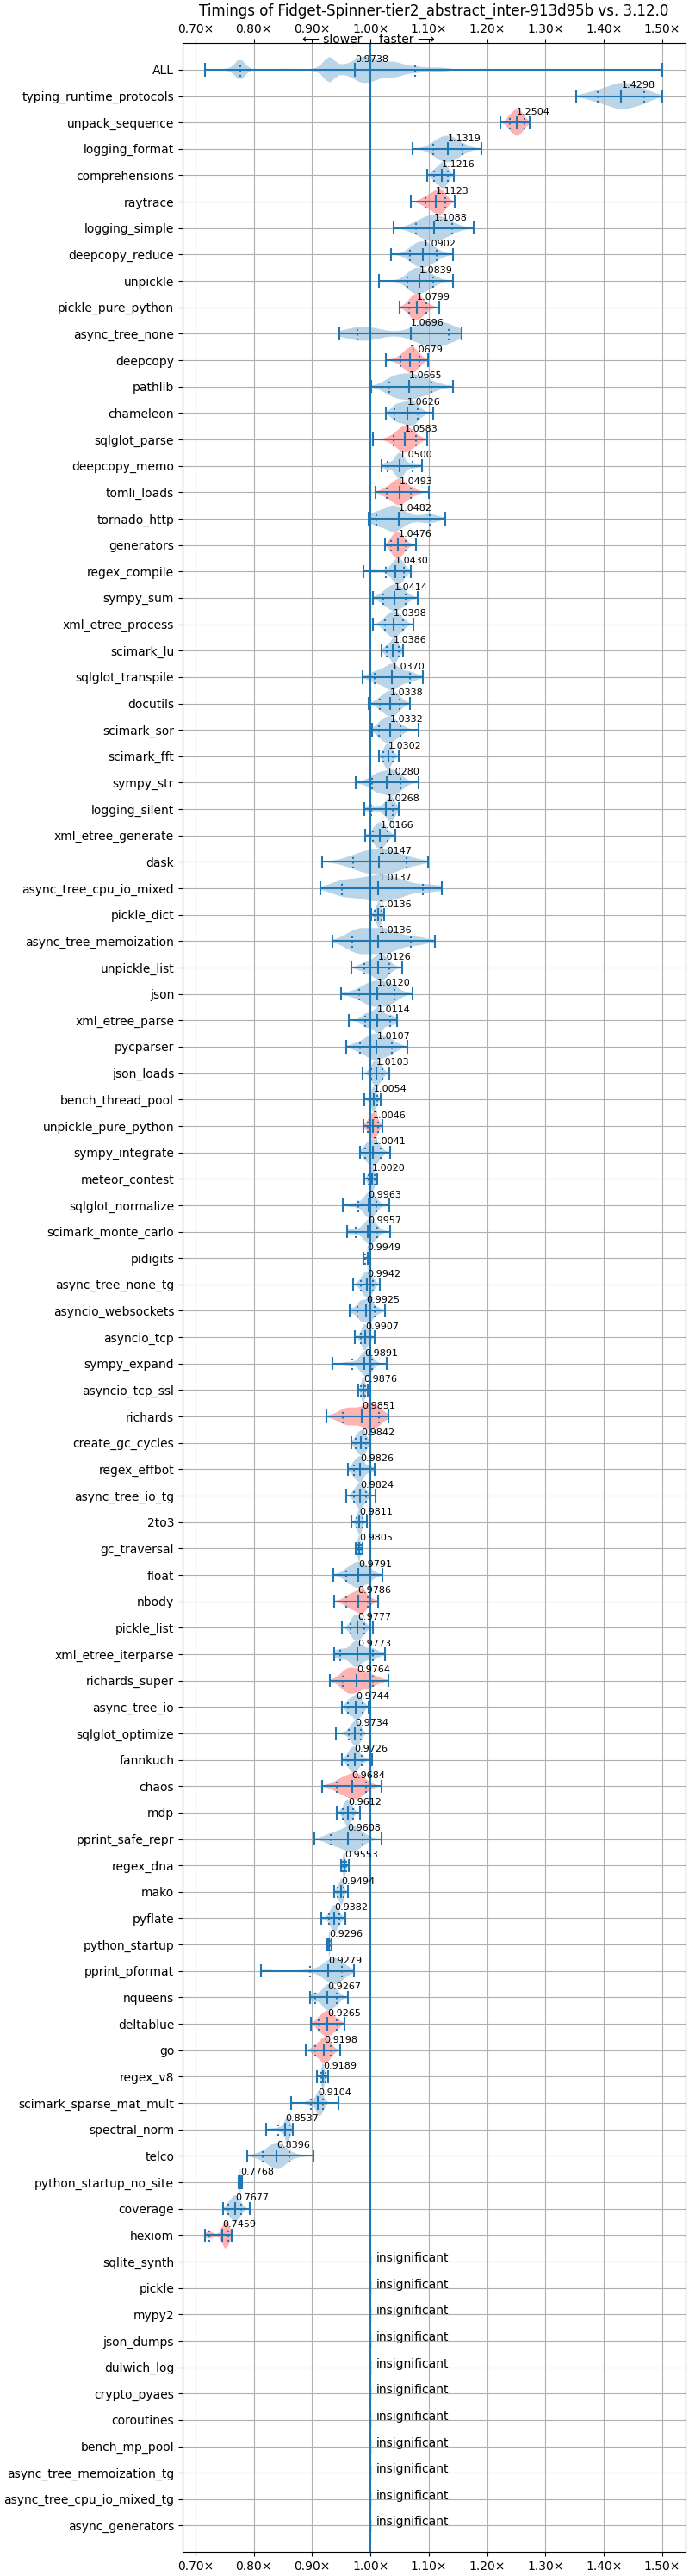 Timings of Fidget-Spinner-tier2_abstract_inter-913d95b vs. 3.12.0
0.70× 0.80× 0.90× 1.00× 1.10× 1.20× 1.30× 1.40× 1.50×
← slower faster →
ALL 0.9738
typing_runtime_protocols 1.4298
unpack_sequence 1.2504
logging_format 1.1319
comprehensions 1.1216
raytrace 1.1123
logging_simple 1.1088
deepcopy_reduce 1.0902
unpickle 1.0839
pickle_pure_python 1.0799
async_tree_none 1.0696
deepcopy 1.0679
pathlib 1.0665
chameleon 1.0626
sqlglot_parse 1.0583
deepcopy_memo 1.0500
tomli_loads 1.0493
tornado_http 1.0482
generators 1.0476
regex_compile 1.0430
sympy_sum 1.0414
xml_etree_process 1.0398
scimark_lu 1.0386
sqlglot_transpile 1.0370
docutils 1.0338
scimark_sor 1.0332
scimark_fft 1.0302
sympy_str 1.0280
logging_silent 1.0268
xml_etree_generate 1.0166
dask 1.0147
async_tree_cpu_io_mixed 1.0137
pickle_dict 1.0136
async_tree_memoization 1.0136
unpickle_list 1.0126
json 1.0120
xml_etree_parse 1.0114
pycparser 1.0107
json_loads 1.0103
bench_thread_pool 1.0054
unpickle_pure_python 1.0046
sympy_integrate 1.0041
meteor_contest 1.0020
sqlglot_normalize 0.9963
scimark_monte_carlo 0.9957
pidigits 0.9949
async_tree_none_tg 0.9942
asyncio_websockets 0.9925
asyncio_tcp 0.9907
sympy_expand 0.9891
asyncio_tcp_ssl 0.9876
richards 0.9851
create_gc_cycles 0.9842
regex_effbot 0.9826
async_tree_io_tg 0.9824
2to3 0.9811
gc_traversal 0.9805
float 0.9791
nbody 0.9786
pickle_list 0.9777
xml_etree_iterparse 0.9773
richards_super 0.9764
async_tree_io 0.9744
sqlglot_optimize 0.9734
fannkuch 0.9726
chaos 0.9684
mdp 0.9612
pprint_safe_repr 0.9608
regex_dna 0.9553
mako 0.9494
pyflate 0.9382
python_startup 0.9296
pprint_pformat 0.9279
nqueens 0.9267
deltablue 0.9265
go 0.9198
regex_v8 0.9189
scimark_sparse_mat_mult 0.9104
spectral_norm 0.8537
telco 0.8396
python_startup_no_site 0.7768
coverage 0.7677
hexiom 0.7459
sqlite_synth insignificant
pickle insignificant
mypy2 insignificant
json_dumps insignificant
dulwich_log insignificant
crypto_pyaes insignificant
coroutines insignificant
bench_mp_pool insignificant
async_tree_memoization_tg insignificant
async_tree_cpu_io_mixed_tg insignificant
async_generators insignificant
0.70× 0.80× 0.90× 1.00× 1.10× 1.20× 1.30× 1.40× 1.50×